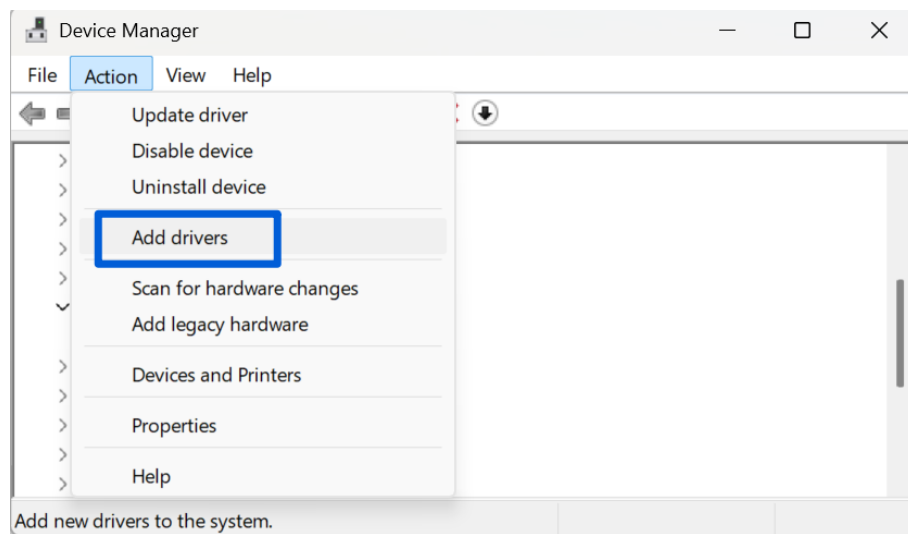 Device Manager
File Action View Help
Update driver
Disable device
Uninstall device
Add drivers
Scan for hardware changes
Add legacy hardware
Devices and Printers
Properties
Help
Add new drivers to the system.